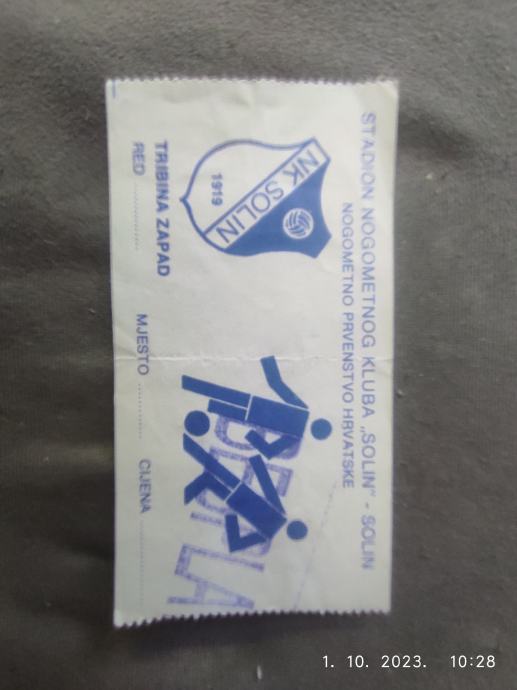 STADION NOGOMETNOG KLUBA „SOLIN" - SOLIN
NOGOMETNO PRVENSTVO HRVATSKE
NK SOLIN
1919
TRIBINA ZAPAD
RED ............... MJESTO ............... CIJENA ...............
1. 10. 2023. 10:28